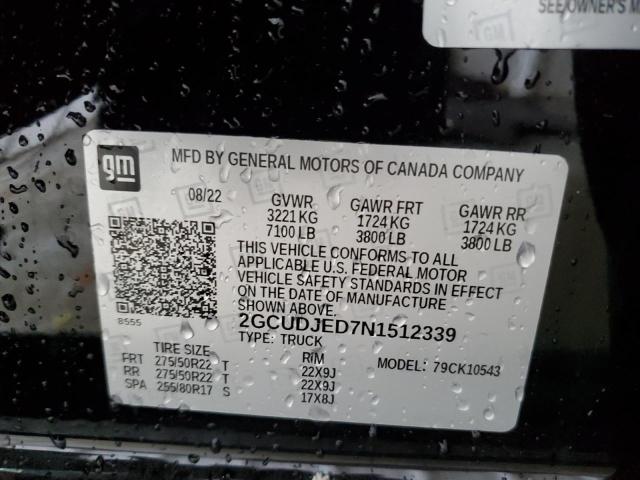 SEE OWNER'S
gm
MFD BY GENERAL MOTORS OF CANADA COMPANY
08/22
GVWR GAWR FRT GAWR RR
3221 KG 1724 KG 1724 KG
7100 LB 3800 LB 3800 LB
THIS VEHICLE CONFORMS TO ALL
APPLICABLE U.S. FEDERAL MOTOR
VEHICLE SAFETY STANDARDS IN EFFECT
ON THE DATE OF MANUFACTURE
SHOWN ABOVE.
8555
2GCUDJED7N1512339
TYPE: TRUCK
TIRE SIZE RIM MODEL: 79CK10543
FRT 275/50R22 T 22X9J
RR 275/50R22 T 22X9J
SPA 255/80R17 S 17X8J